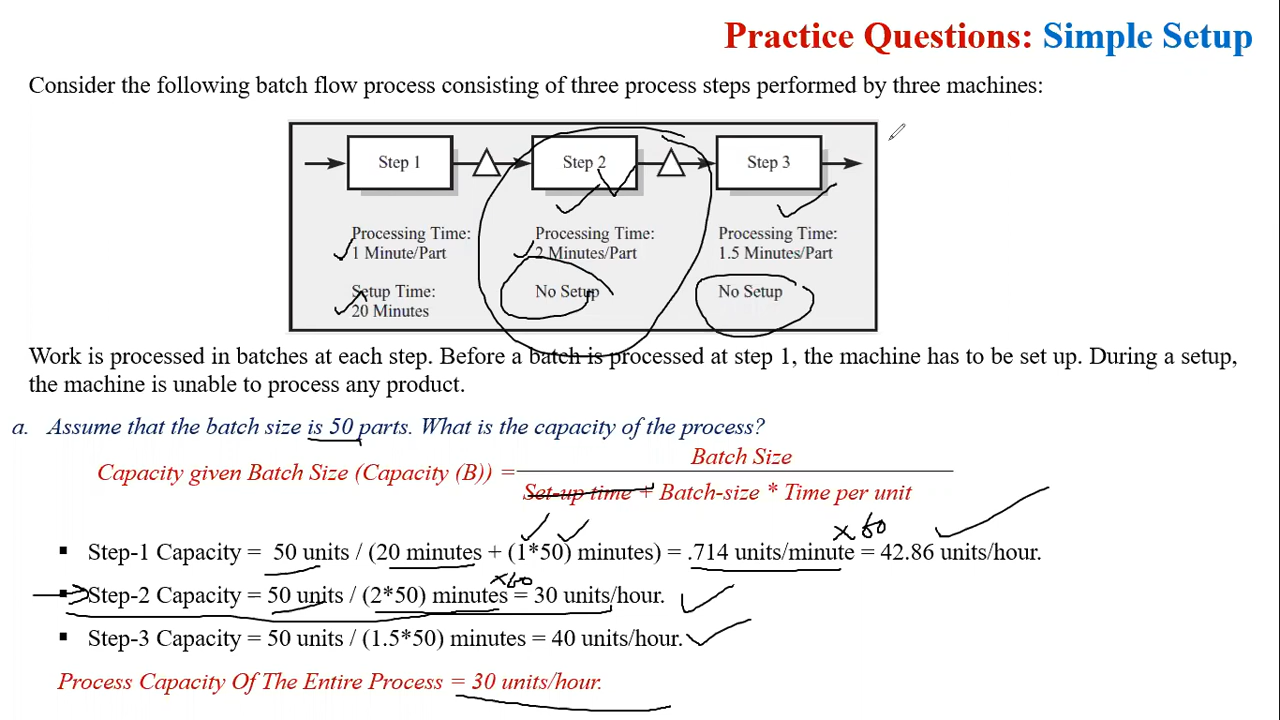 Practice Questions: Simple Setup
Consider the following batch flow process consisting of three process steps performed by three machines:
Step 1 Step 2 Step 3
Processing Time: Processing Time: Processing Time:
1 Minute/Part 2 Minutes/Part 1.5 Minutes/Part
Setup Time: No Setup No Setup
20 Minutes
Work is processed in batches at each step. Before a batch is processed at step 1, the machine has to be set up. During a setup,
the machine is unable to process any product.
a. Assume that the batch size is 50 parts. What is the capacity of the process?
Batch Size
Capacity given Batch Size (Capacity (B)) =
Set-up time + Batch-size * Time per unit
x 60
▪ Step-1 Capacity = 50 units / (20 minutes + (1*50) minutes) = .714 units/minute = 42.86 units/hour.
x60
▪ Step-2 Capacity = 50 units / (2*50) minutes = 30 units/hour.
▪ Step-3 Capacity = 50 units / (1.5*50) minutes = 40 units/hour.
Process Capacity Of The Entire Process = 30 units/hour.